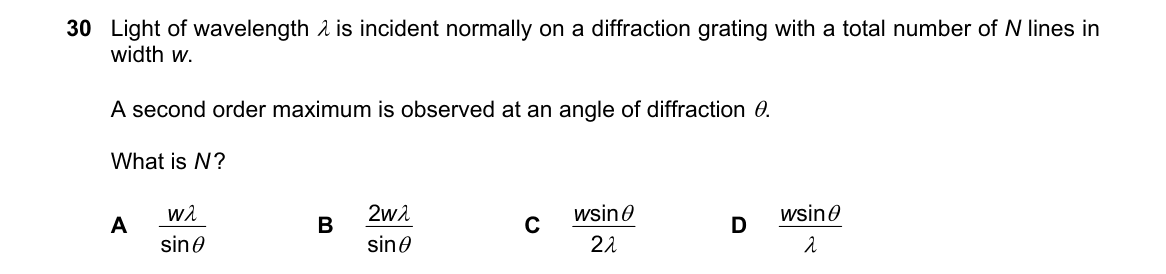 30 Light of wavelength λ is incident normally on a diffraction grating with a total number of N lines in
width w.
A second order maximum is observed at an angle of diffraction θ.
What is N?
A wλ/sinθ B 2wλ/sinθ C wsinθ/2λ D wsinθ/λ